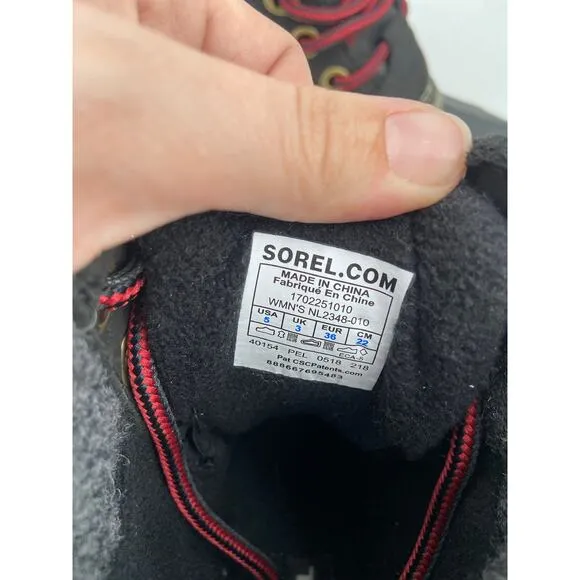 SOREL.COM
MADE IN CHINA
Fabriqué En Chine
1702251010
WMN'S NL2348-010
USA UK EUR CM
5 3 36 22
ECA-S
40154 PEL 0518 218
Pat CSCPatents.com
888667695483